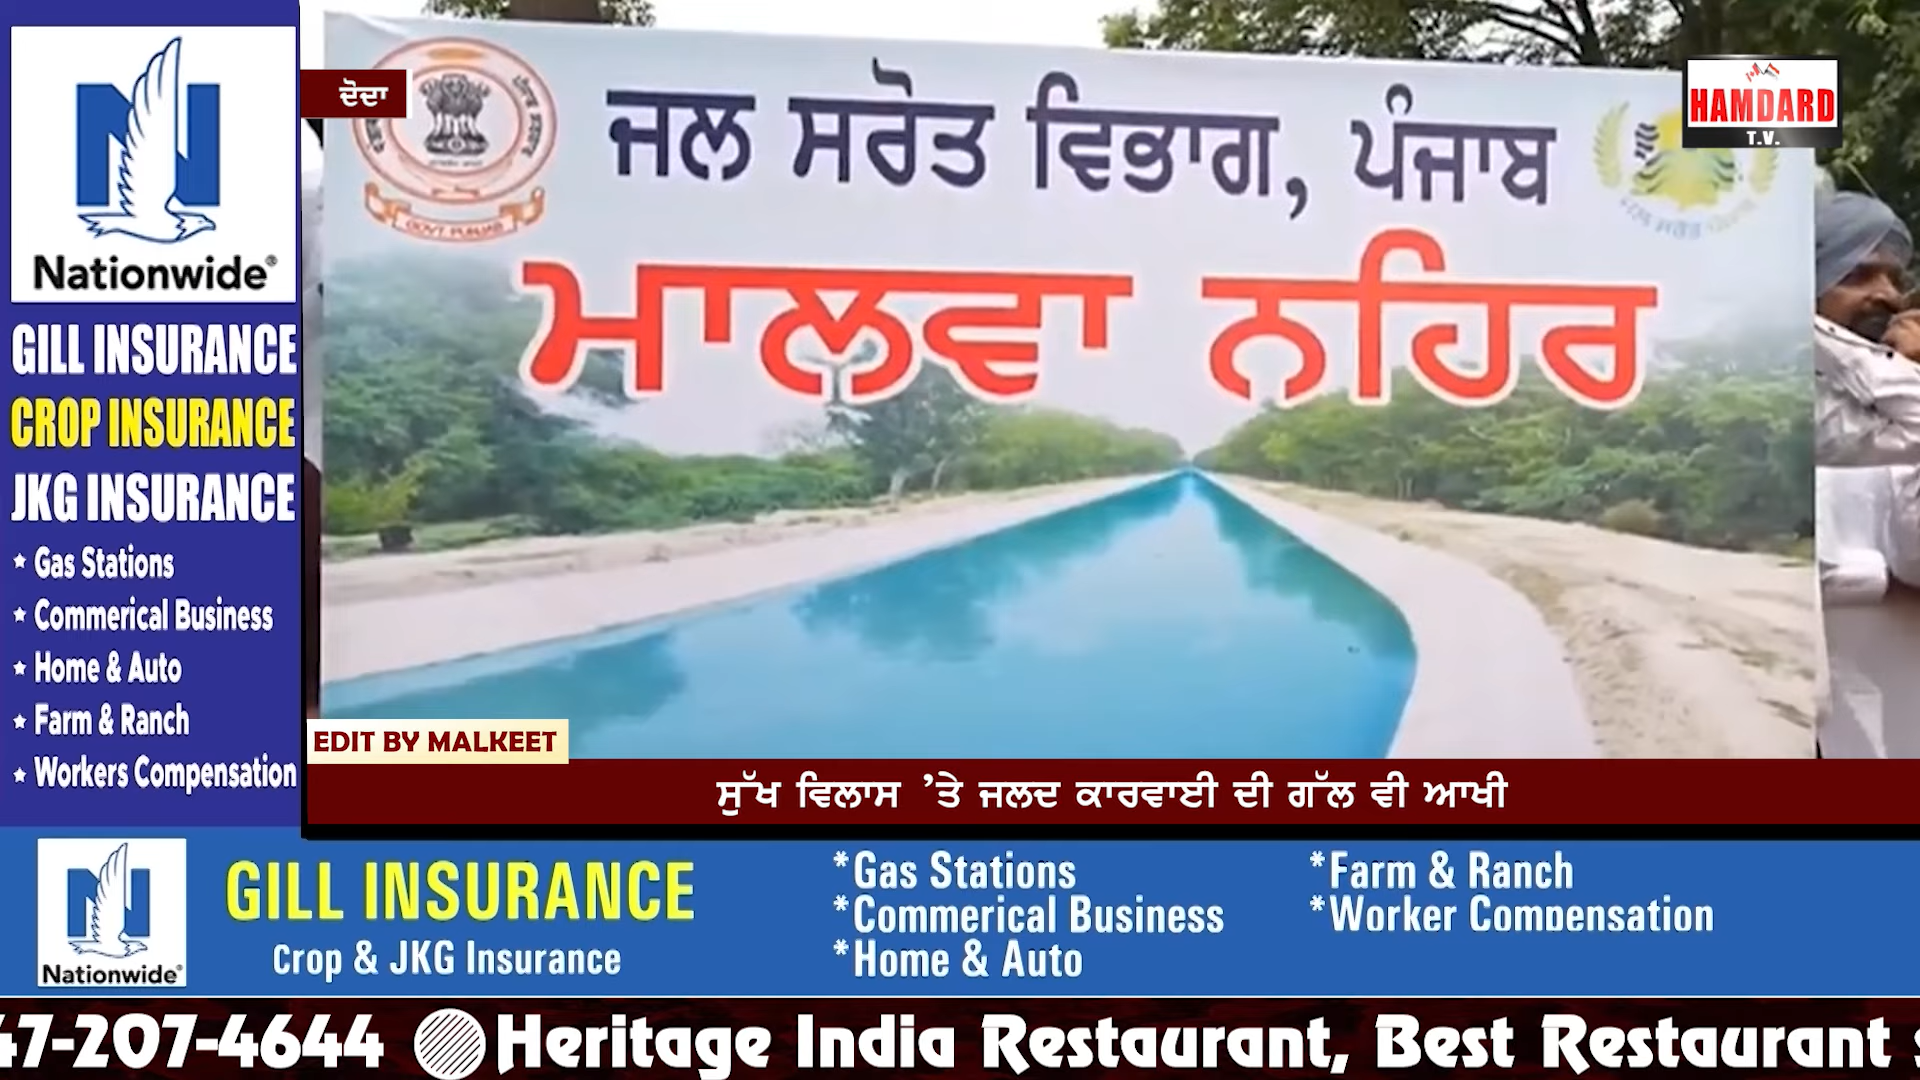 Nationwide®
GILL INSURANCE
CROP INSURANCE
JKG INSURANCE
★ Gas Stations
★ Commerical Business
★ Home & Auto
★ Farm & Ranch
★ Workers Compensation
ਦੋਦਾ
GOVT PUNJAB
ਜਲ ਸਰੋਤ ਵਿਭਾਗ, ਪੰਜਾਬ
ਮਾਲਵਾ ਨਹਿਰ
HAMDARD
T.V.
EDIT BY MALKEET
ਸੁੱਖ ਵਿਲਾਸ 'ਤੇ ਜਲਦ ਕਾਰਵਾਈ ਦੀ ਗੱਲ ਵੀ ਆਖੀ
Nationwide®
GILL INSURANCE
Crop & JKG Insurance
*Gas Stations
*Commerical Business
*Home & Auto
*Farm & Ranch
*Worker Compensation
47-207-4644 Heritage India Restaurant, Best Restaurant s